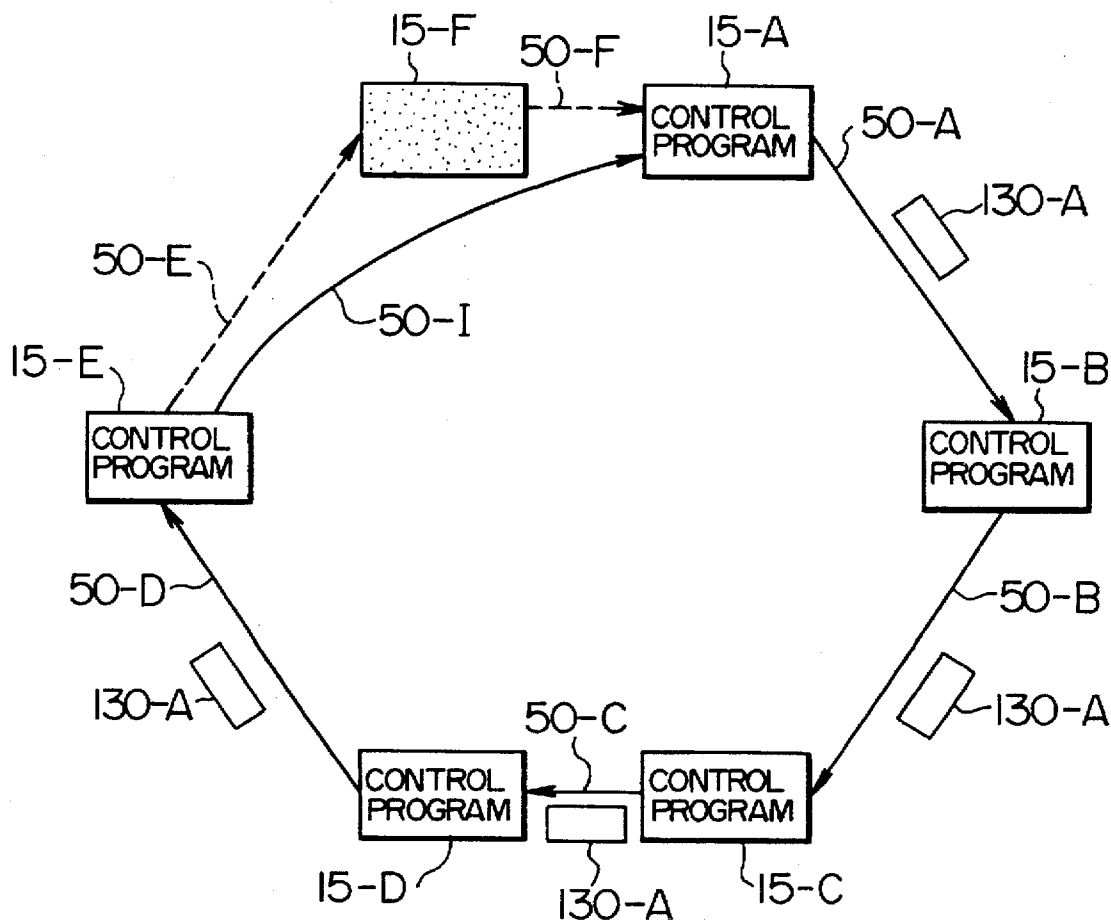 15-F
50-F
15-A
CONTROL
PROGRAM
50-A
130-A
50-E
50-I
15-E
15-B
CONTROL
PROGRAM
CONTROL
PROGRAM
50-D
50-B
130-A
130-A
50-C
CONTROL
PROGRAM
CONTROL
PROGRAM
15-D
130-A
15-C